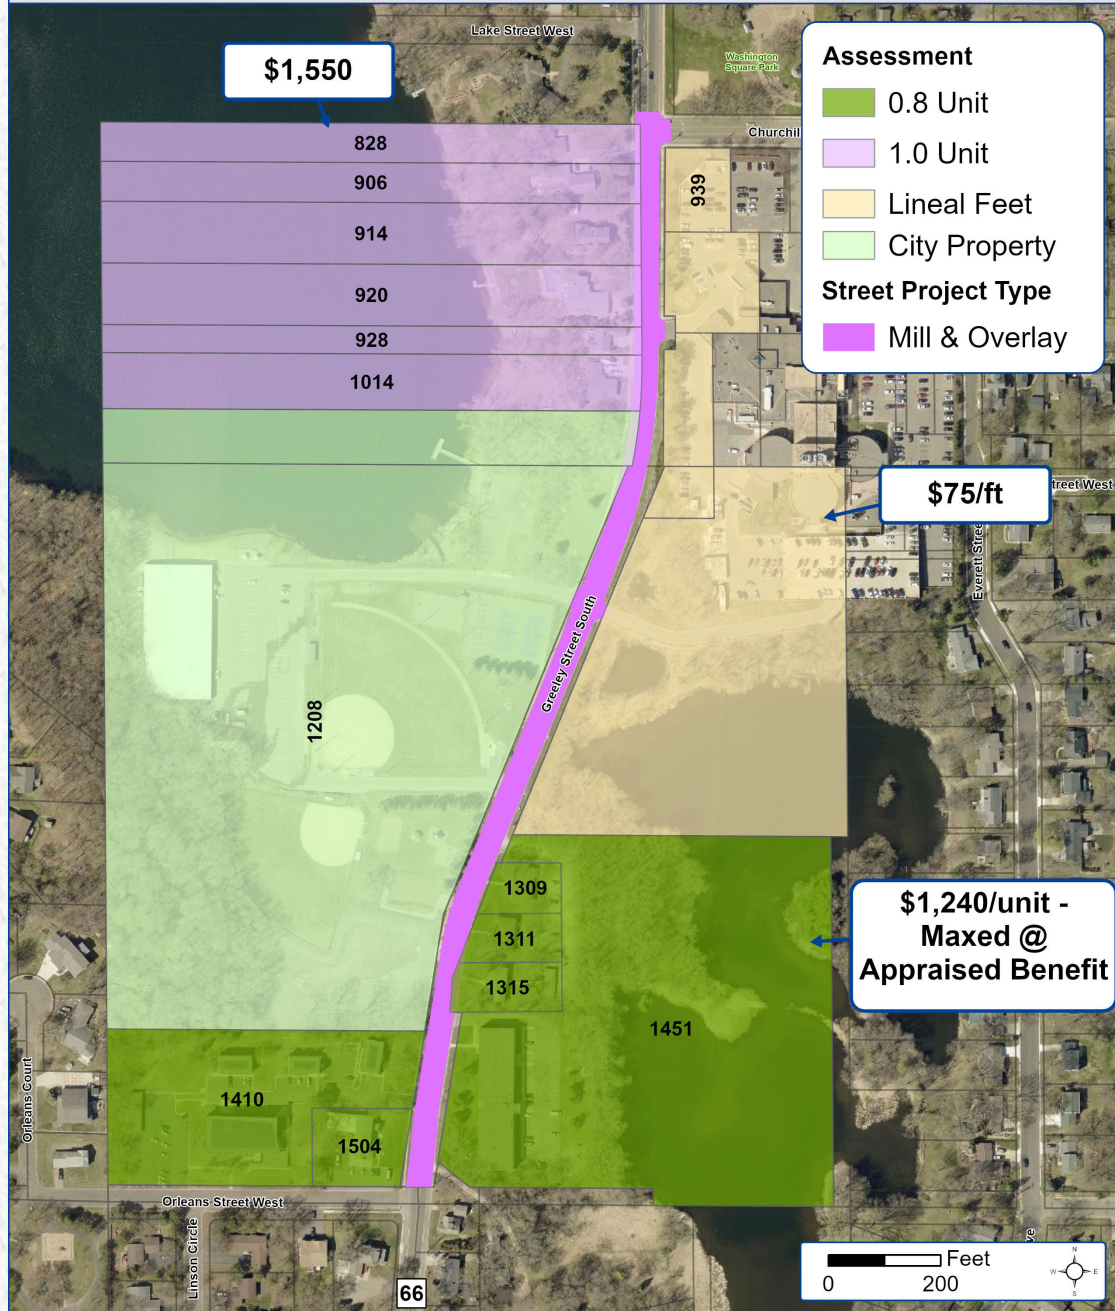 Lake Street West
Washington
Square Park
Churchil
$1,550
828
906
914
920
928
1014
939
Assessment
0.8 Unit
1.0 Unit
Lineal Feet
City Property
Street Project Type
Mill & Overlay
$75/ft
treet West
Everett Stree
Greeley Street South
1208
1309
1311
1315
1451
$1,240/unit -
Maxed @
Appraised Benefit
1410
1504
Orleans Court
Orleans Street West
Linson Circle
66
ve
Feet
0 200
N
W E
S